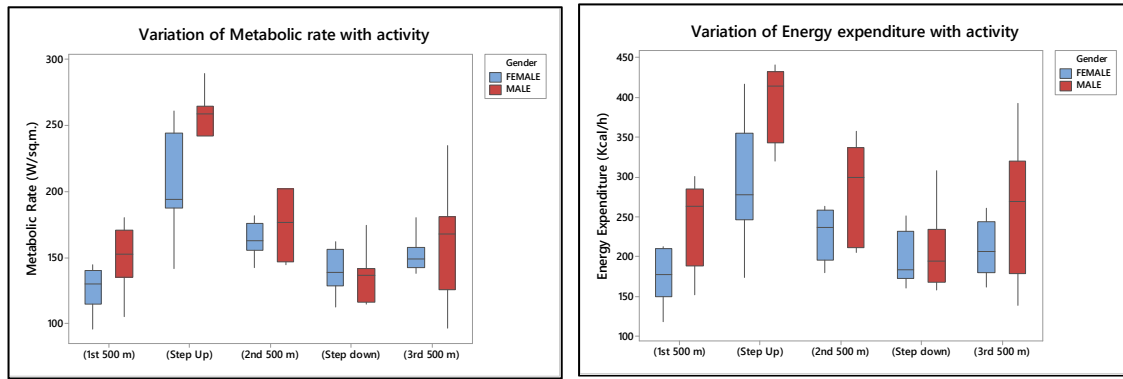 Variation of Metabolic rate with activity
Gender
FEMALE
MALE
Metabolic Rate (W/sq.m.)
300
250
200
150
100
(1st 500 m) (Step Up) (2nd 500 m) (Step down) (3rd 500 m)
Variation of Energy expenditure with activity
Gender
FEMALE
MALE
Energy Expenditure (Kcal/h)
450
400
350
300
250
200
150
100
(1st 500 m) (Step Up) (2nd 500 m) (Step down) (3rd 500 m)